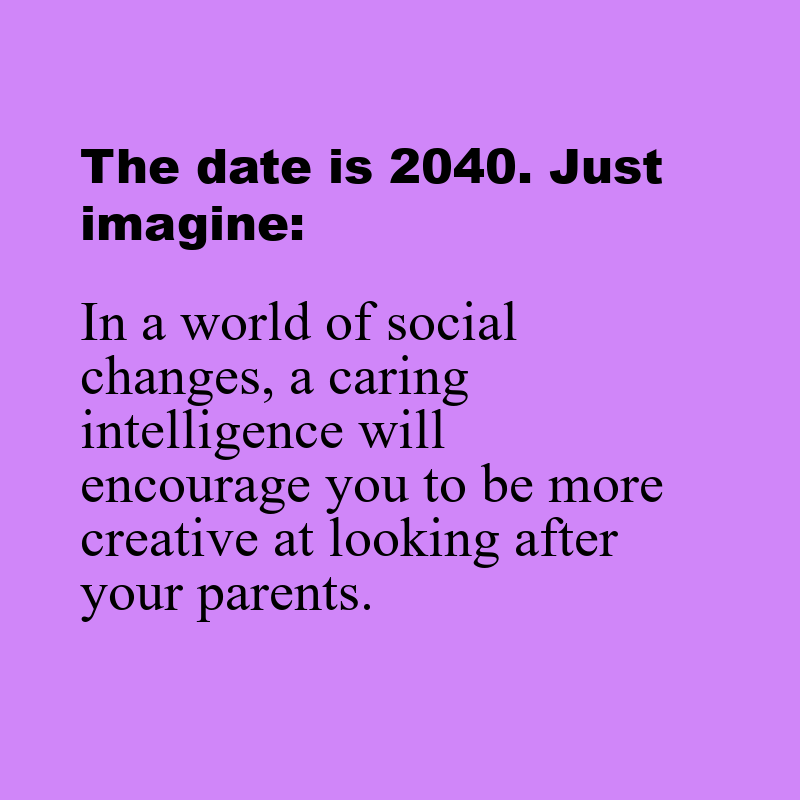 The date is 2040. Just
imagine:
In a world of social
changes, a caring
intelligence will
encourage you to be more
creative at looking after
your parents.